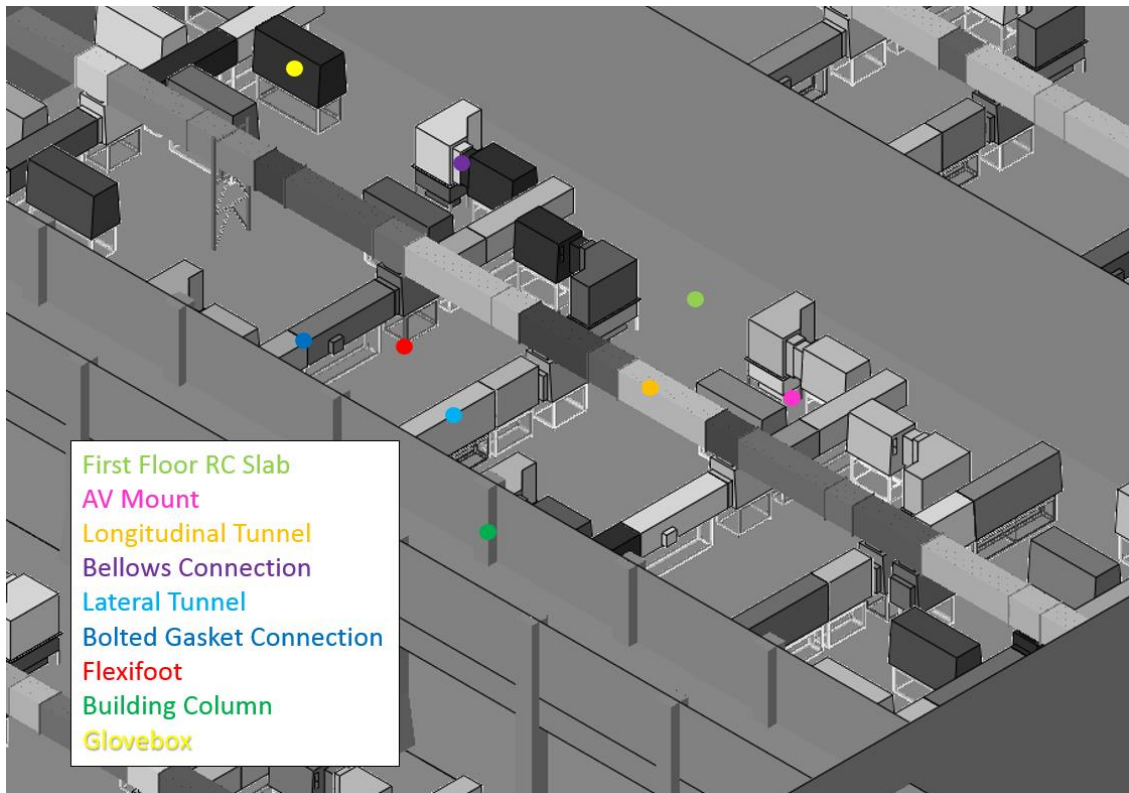 First Floor RC Slab
AV Mount
Longitudinal Tunnel
Bellows Connection
Lateral Tunnel
Bolted Gasket Connection
Flexifoot
Building Column
Glovebox